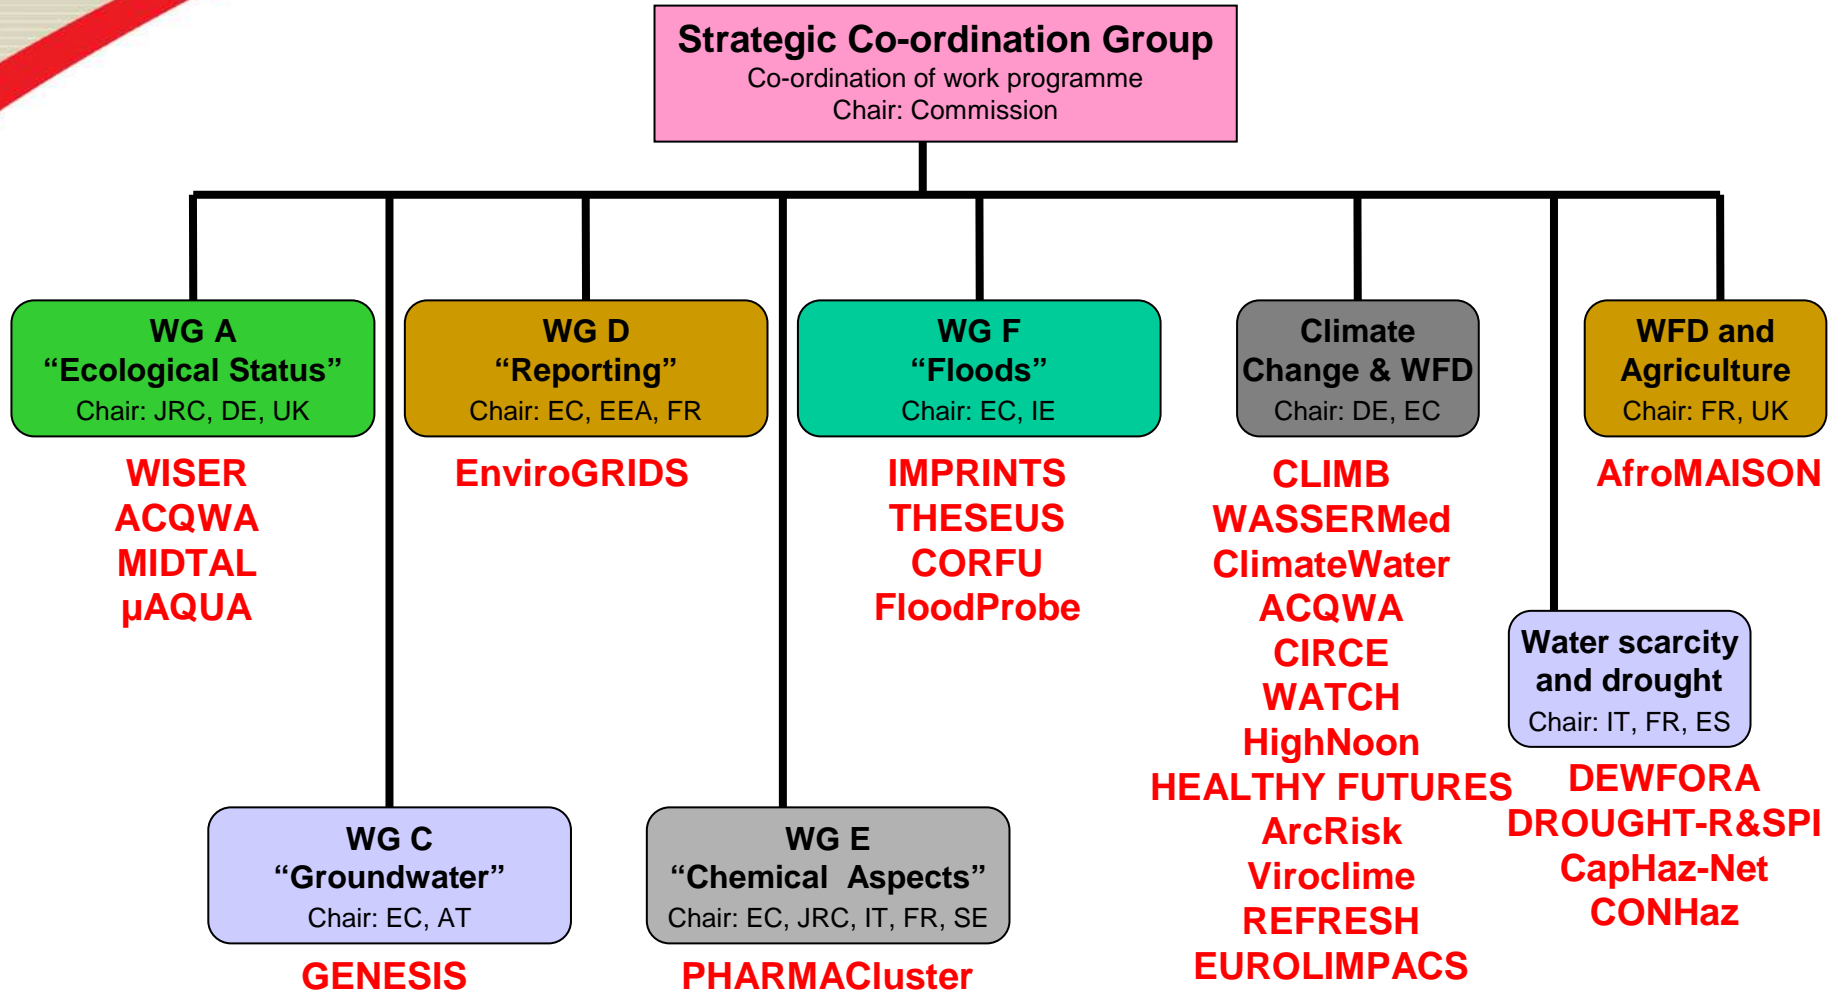 Strategic Co-ordination Group
Co-ordination of work programme
Chair: Commission
WG A
“Ecological Status”
Chair: JRC, DE, UK
WISER
ACQWA
MIDTAL
µAQUA
WG D
“Reporting”
Chair: EC, EEA, FR
EnviroGRIDS
WG F
“Floods”
Chair: EC, IE
IMPRINTS
THESEUS
CORFU
FloodProbe
Climate
Change & WFD
Chair: DE, EC
CLIMB
WASSERMed
ClimateWater
ACQWA
CIRCE
WATCH
HighNoon
HEALTHY FUTURES
ArcRisk
Viroclime
REFRESH
EUROLIMPACS
WFD and
Agriculture
Chair: FR, UK
AfroMAISON
Water scarcity
and drought
Chair: IT, FR, ES
DEWFORA
DROUGHT-R&SPI
CapHaz-Net
CONHaz
WG C
“Groundwater”
Chair: EC, AT
GENESIS
WG E
“Chemical  Aspects”
Chair: EC, JRC, IT, FR, SE
PHARMACluster